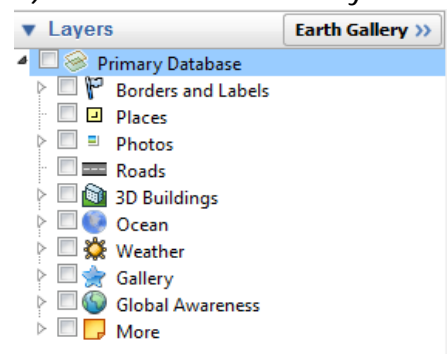 Layers
Earth Gallery >>
Primary Database
Borders and Labels
Places
Photos
Roads
3D Buildings
Ocean
Weather
Gallery
Global Awareness
More